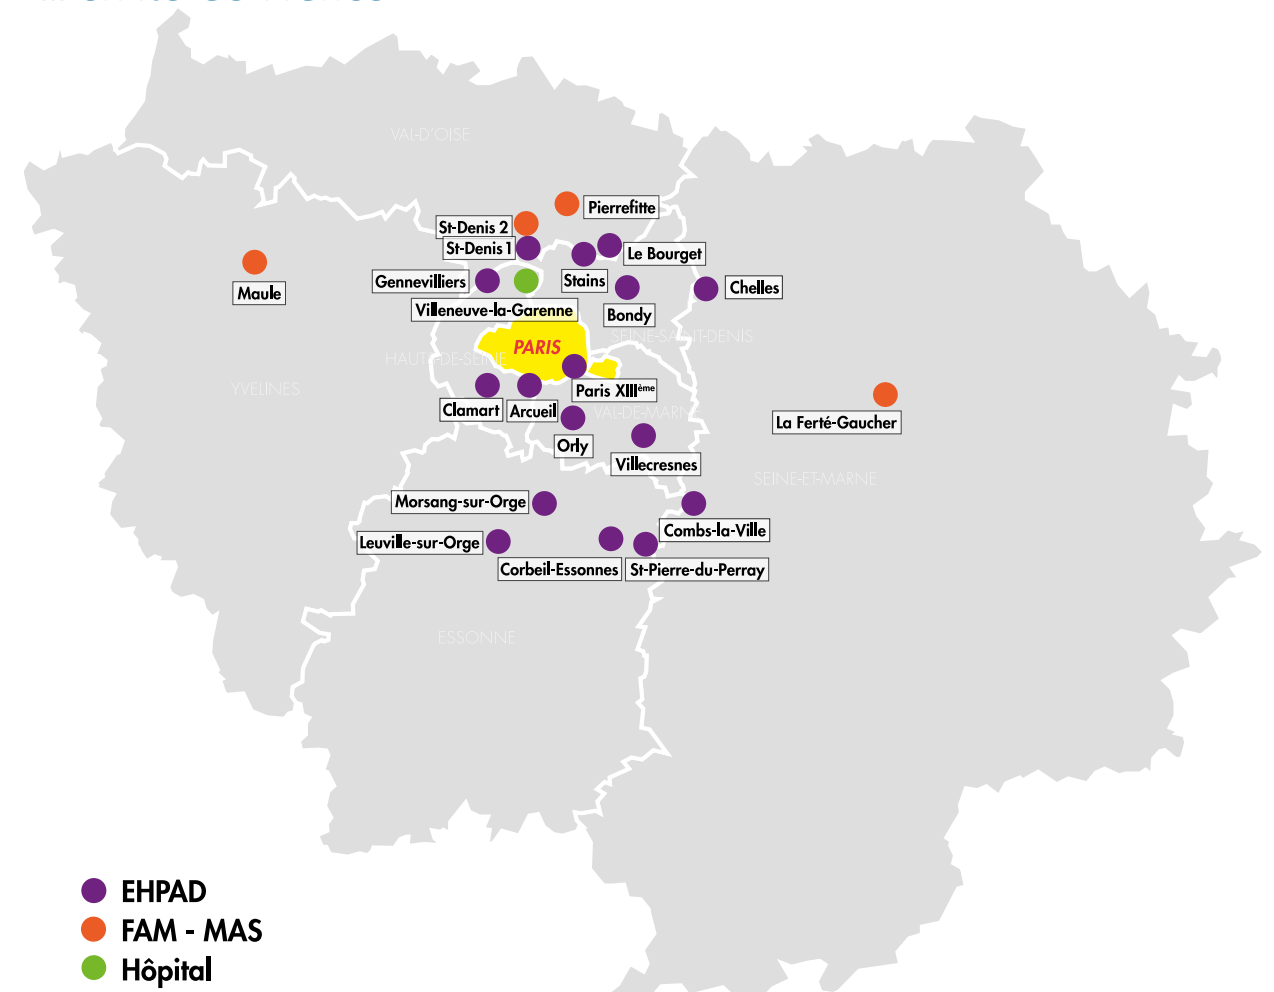 VAL-D'OISE
Pierrefitte
St-Denis 2
St-Denis 1
Le Bourget
Stains
Gennevilliers
Chelles
Maule
Villeneuve-la-Garenne
Bondy
SEINE-SAINT-DENIS
PARIS
HAUTS-DE-SEINE
YVELINES
Paris XIIIème
Clamart
Arcueil
VAL-DE-MARNE
La Ferté-Gaucher
Orly
Villecresnes
SEINE-ET-MARNE
Morsang-sur-Orge
Combs-la-Ville
Leuville-sur-Orge
Corbeil-Essonnes
St-Pierre-du-Perray
ESSONNE
EHPAD
FAM - MAS
Hôpital